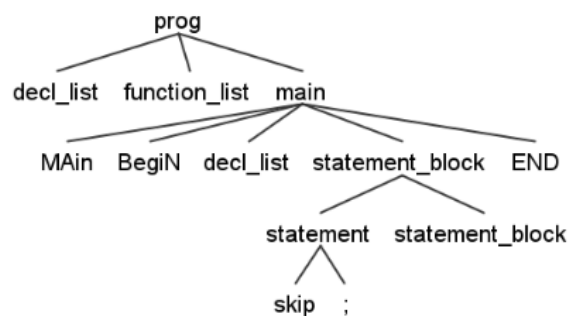 prog
decl_list function_list main
MAin BegiN decl_list statement_block END
statement statement_block
skip ;